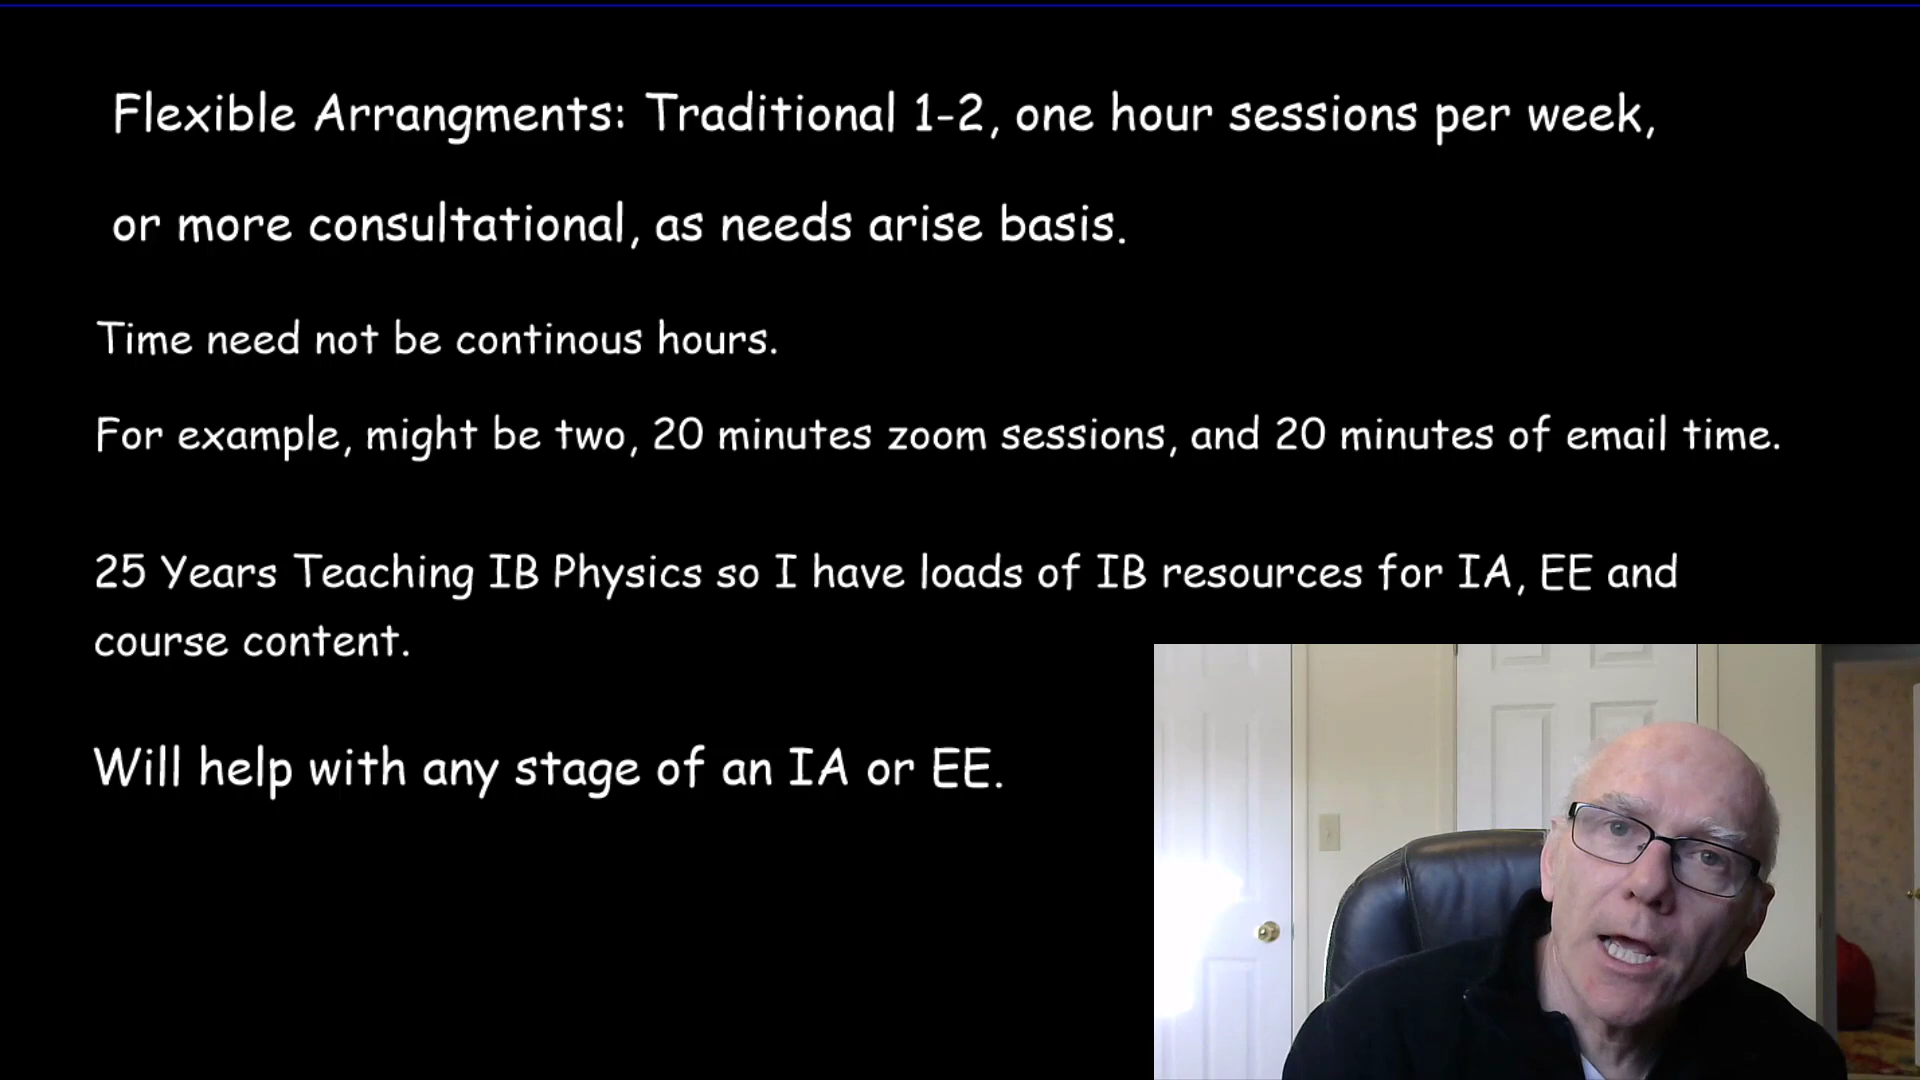 Flexible Arrangments: Traditional 1-2, one hour sessions per week,
or more consultational, as needs arise basis.
Time need not be continous hours.
For example, might be two, 20 minutes zoom sessions, and 20 minutes of email time.
25 Years Teaching IB Physics so I have loads of IB resources for IA, EE and
course content.
Will help with any stage of an IA or EE.